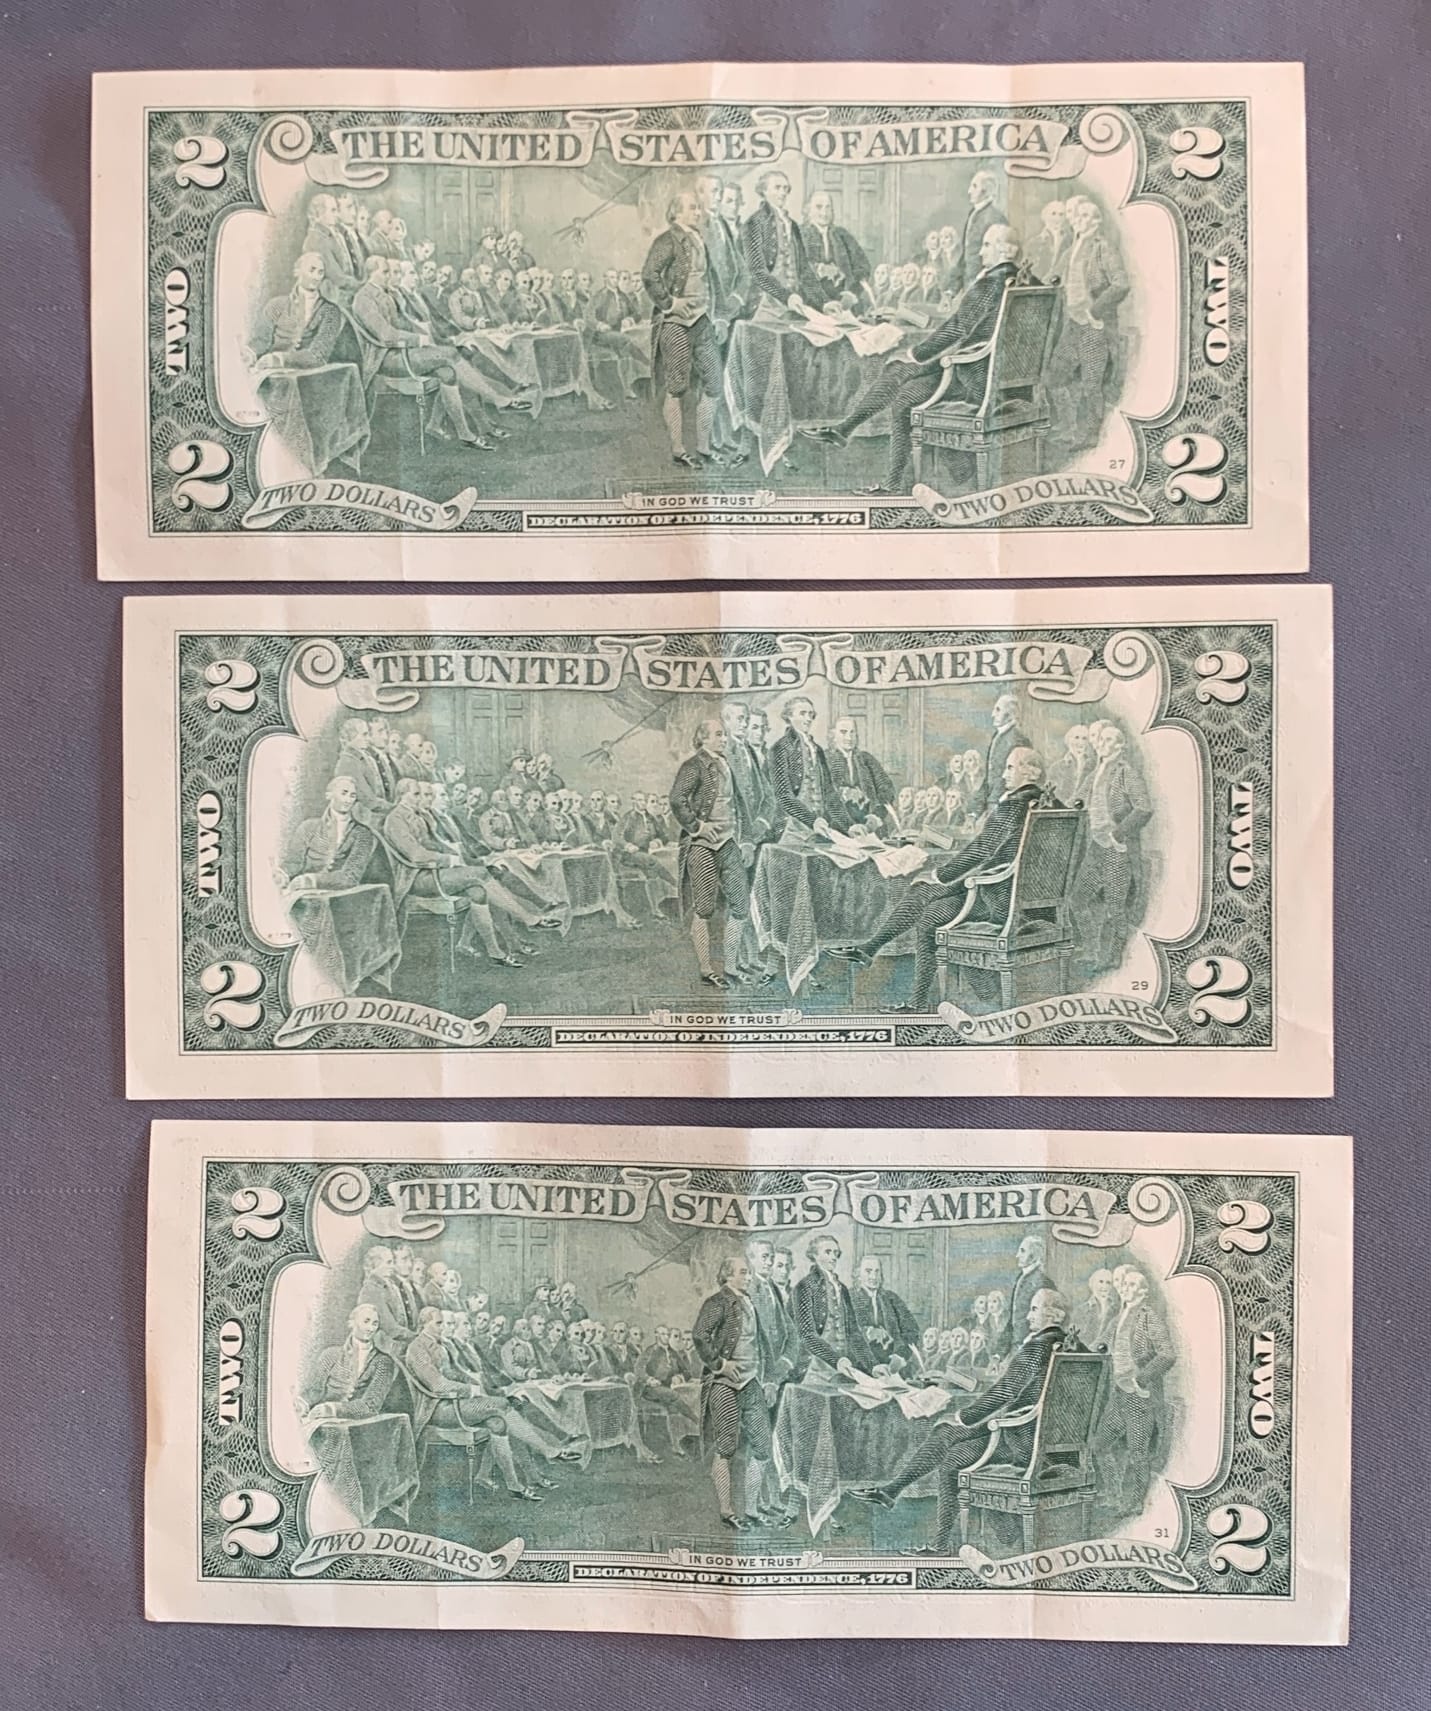 2 THE UNITED STATES OF AMERICA 2
TWO TWO
27
2 TWO DOLLARS IN GOD WE TRUST TWO DOLLARS 2
DECLARATION OF INDEPENDENCE, 1776
2 THE UNITED STATES OF AMERICA 2
TWO TWO
29
2 TWO DOLLARS IN GOD WE TRUST TWO DOLLARS 2
DECLARATION OF INDEPENDENCE, 1776
2 THE UNITED STATES OF AMERICA 2
TWO TWO
31
2 TWO DOLLARS IN GOD WE TRUST TWO DOLLARS 2
DECLARATION OF INDEPENDENCE, 1776